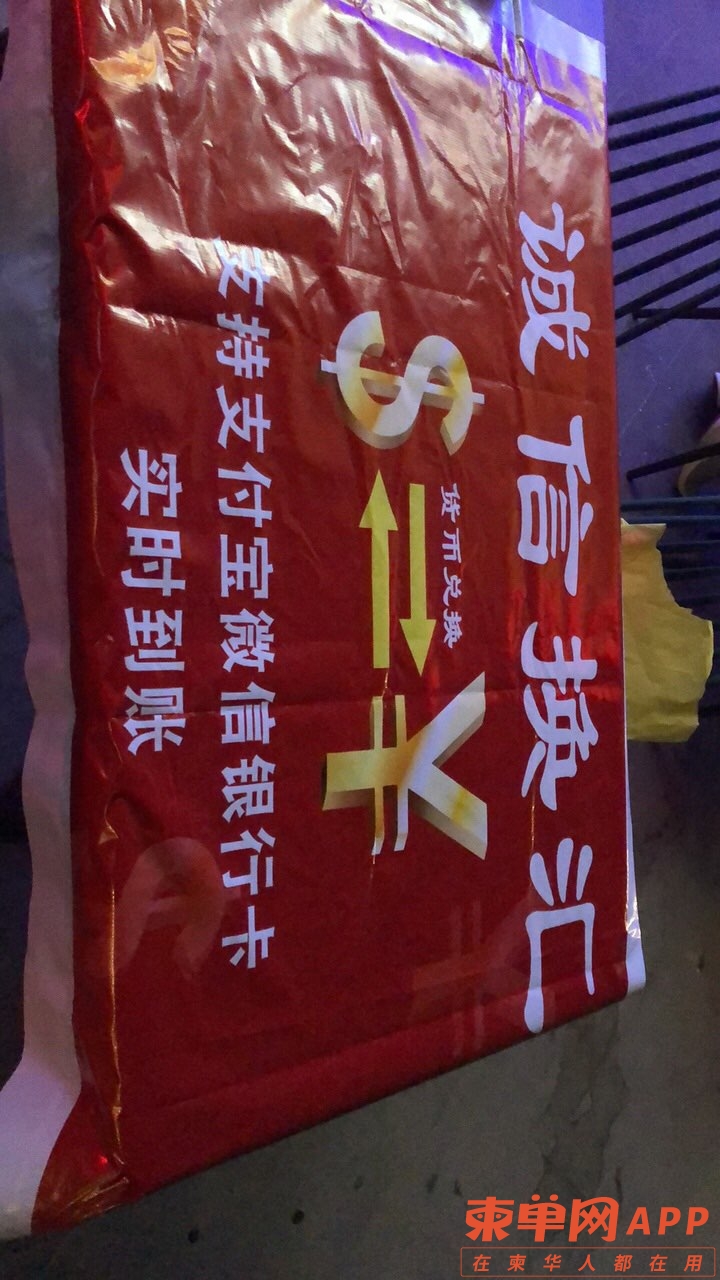 诚信换汇
货币兑换
$ ¥
支持支付宝微信银行卡
实时到账
柬单网APP
在柬华人都在用